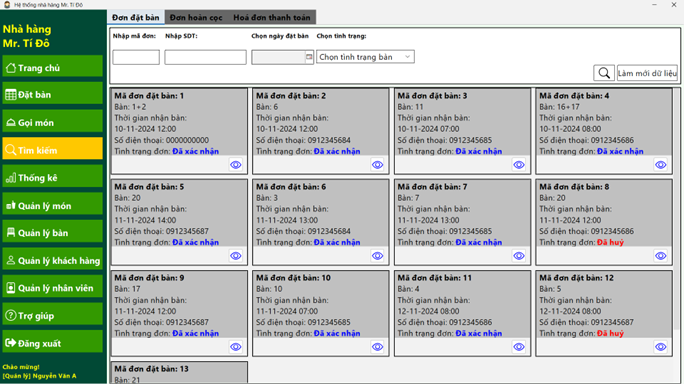 Hệ thống nhà hàng Mr. Tí Đô
Nhà hàng
Mr. Tí Đô
Trang chủ
Đặt bàn
Gọi món
Tìm kiếm
Thống kê
Quản lý món
Quản lý bàn
Quản lý khách hàng
Quản lý nhân viên
Trợ giúp
Đăng xuất
Chào mừng!
[Quản lý] Nguyễn Văn A
Đơn đặt bàn Đơn hoàn cọc Hoá đơn thanh toán
Nhập mã đơn: Nhập SDT: Chọn ngày đặt bàn Chọn tình trạng:
Chọn tình trạng bàn
Làm mới dữ liệu
Mã đơn đặt bàn: 1
Bàn: 1+2
Thời gian nhận bàn:
10-11-2024 12:00
Số điện thoại: 0000000000
Tình trạng đơn: Đã xác nhận
Mã đơn đặt bàn: 2
Bàn: 6
Thời gian nhận bàn:
10-11-2024 12:00
Số điện thoại: 0912345684
Tình trạng đơn: Đã xác nhận
Mã đơn đặt bàn: 3
Bàn: 11
Thời gian nhận bàn:
10-11-2024 07:00
Số điện thoại: 0912345685
Tình trạng đơn: Đã xác nhận
Mã đơn đặt bàn: 4
Bàn: 16+17
Thời gian nhận bàn:
10-11-2024 08:00
Số điện thoại: 0912345686
Tình trạng đơn: Đã xác nhận
Mã đơn đặt bàn: 5
Bàn: 20
Thời gian nhận bàn:
11-11-2024 14:00
Số điện thoại: 0912345687
Tình trạng đơn: Đã xác nhận
Mã đơn đặt bàn: 6
Bàn: 3
Thời gian nhận bàn:
11-11-2024 13:00
Số điện thoại: 0912345684
Tình trạng đơn: Đã xác nhận
Mã đơn đặt bàn: 7
Bàn: 7
Thời gian nhận bàn:
11-11-2024 13:00
Số điện thoại: 0912345685
Tình trạng đơn: Đã xác nhận
Mã đơn đặt bàn: 8
Bàn: 20
Thời gian nhận bàn:
11-11-2024 12:00
Số điện thoại: 0912345686
Tình trạng đơn: Đã huỷ
Mã đơn đặt bàn: 9
Bàn: 17
Thời gian nhận bàn:
11-11-2024 12:00
Số điện thoại: 0912345687
Tình trạng đơn: Đã xác nhận
Mã đơn đặt bàn: 10
Bàn: 10
Thời gian nhận bàn:
11-11-2024 07:00
Số điện thoại: 0912345685
Tình trạng đơn: Đã xác nhận
Mã đơn đặt bàn: 11
Bàn: 4
Thời gian nhận bàn:
12-11-2024 08:00
Số điện thoại: 0912345686
Tình trạng đơn: Đã xác nhận
Mã đơn đặt bàn: 12
Bàn: 5
Thời gian nhận bàn:
12-11-2024 08:00
Số điện thoại: 0912345687
Tình trạng đơn: Đã huỷ
Mã đơn đặt bàn: 13
Bàn: 21